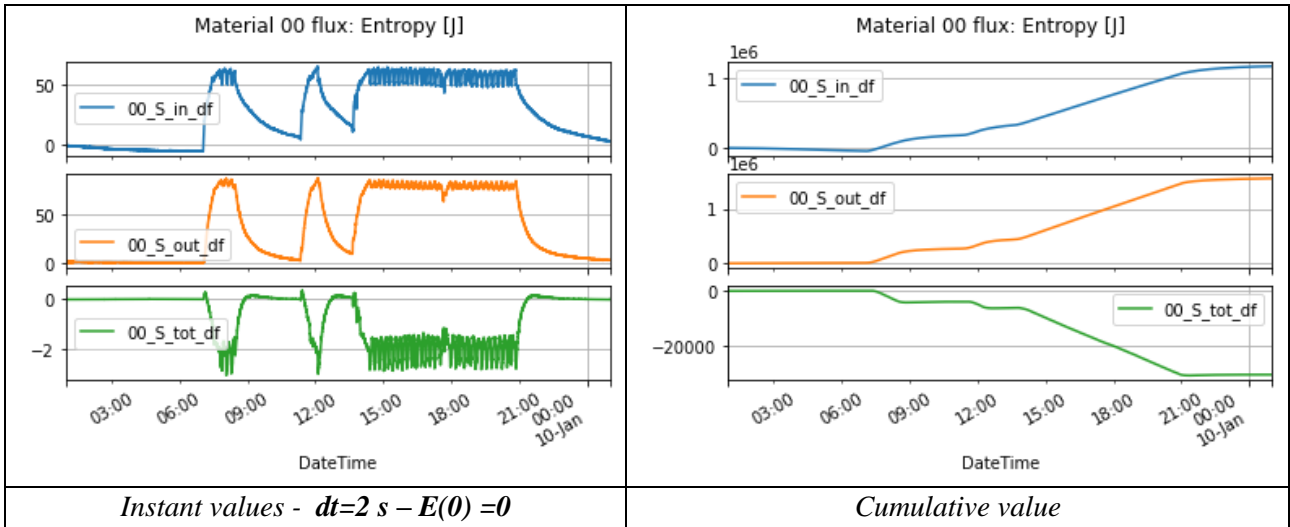 Material 00 flux: Entropy [J]
50
0
00_S_in_df
50
0
00_S_out_df
0
−2
00_S_tot_df
03:00
06:00
09:00
12:00
15:00
18:00
21:00
00:00
10-Jan
DateTime
Material 00 flux: Entropy [J]
1e6
1
0
00_S_in_df
1e6
1
0
00_S_out_df
0
−20000
00_S_tot_df
03:00
06:00
09:00
12:00
15:00
18:00
21:00
00:00
10-Jan
DateTime
Instant values - dt=2 s – E(0) =0
Cumulative value